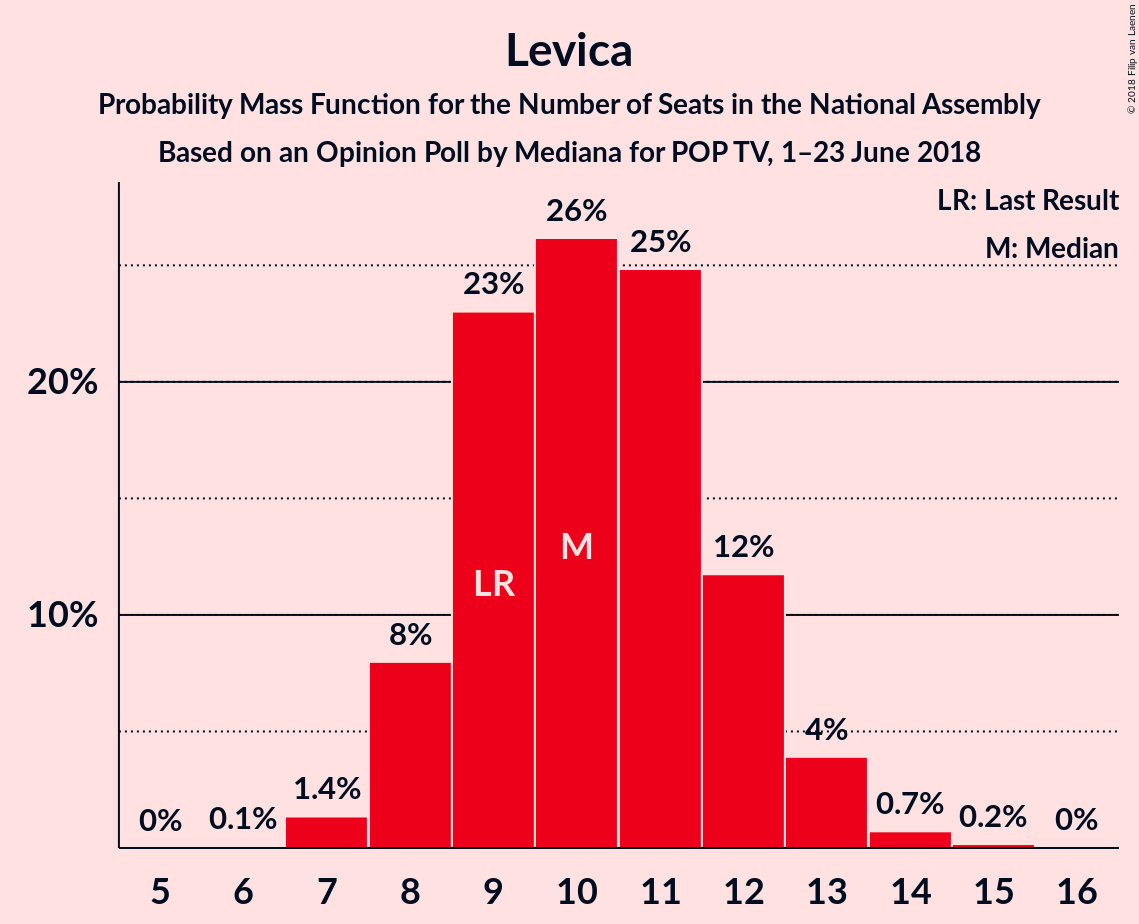 Levica
Probability Mass Function for the Number of Seats in the National Assembly
Based on an Opinion Poll by Mediana for POP TV, 1–23 June 2018
© 2018 Filip van Laenen
LR: Last Result
M: Median
20%
10%
0%
0.1%
1.4%
8%
23%
26%
25%
12%
4%
0.7%
0.2%
0%
LR
M
5 6 7 8 9 10 11 12 13 14 15 16